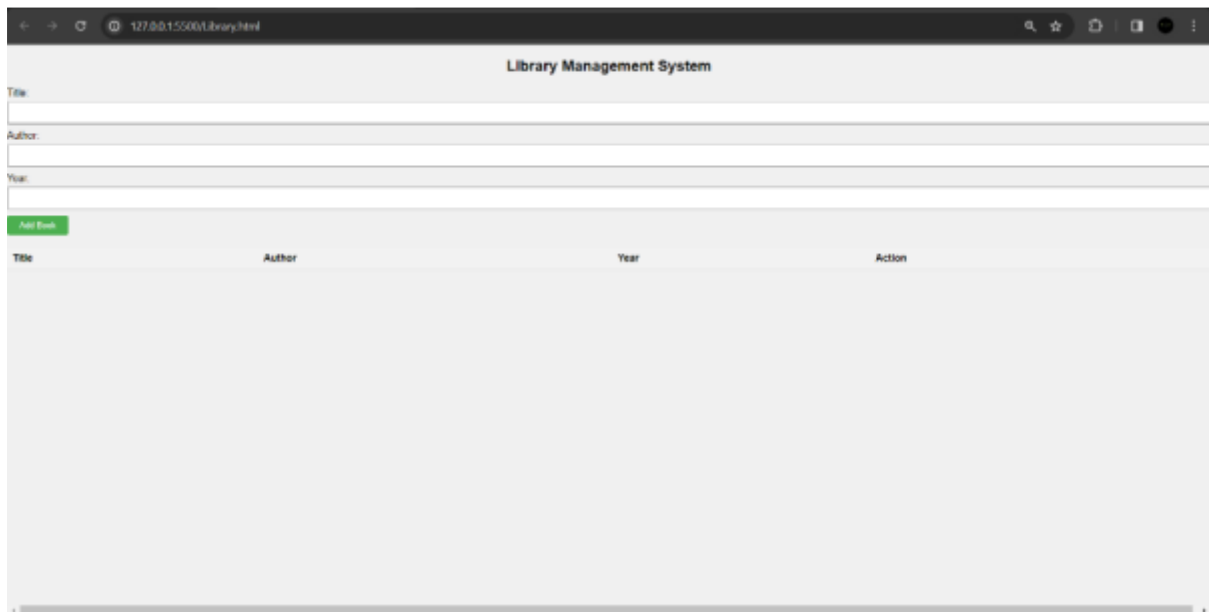 127.0.0.1:5500/Library.html
Library Management System
Title:
Author:
Year:
Add Book
Title Author Year Action